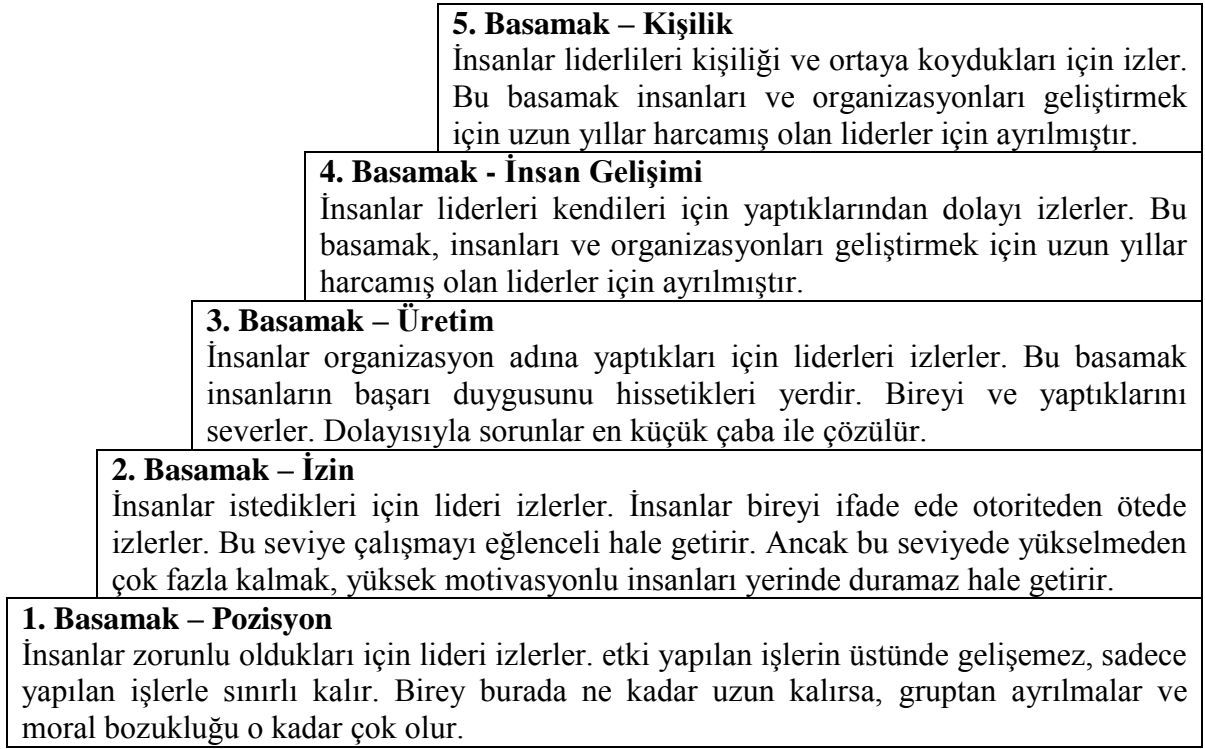 5. Basamak – Kişilik
İnsanlar liderlileri kişiliği ve ortaya koydukları için izler.
Bu basamak insanları ve organizasyonları geliştirmek
için uzun yıllar harcamış olan liderler için ayrılmıştır.
4. Basamak - İnsan Gelişimi
İnsanlar liderleri kendileri için yaptıklarından dolayı izlerler. Bu
basamak, insanları ve organizasyonları geliştirmek için uzun yıllar
harcamış olan liderler için ayrılmıştır.
3. Basamak – Üretim
İnsanlar organizasyon adına yaptıkları için liderleri izlerler. Bu basamak
insanların başarı duygusunu hissetikleri yerdir. Bireyi ve yaptıklarını
severler. Dolayısıyla sorunlar en küçük çaba ile çözülür.
2. Basamak – İzin
İnsanlar istedikleri için lideri izlerler. İnsanlar bireyi ifade ede otoriteden ötede
izlerler. Bu seviye çalışmayı eğlenceli hale getirir. Ancak bu seviyede yükselmeden
çok fazla kalmak, yüksek motivasyonlu insanları yerinde duramaz hale getirir.
1. Basamak – Pozisyon
İnsanlar zorunlu oldukları için lideri izlerler. etki yapılan işlerin üstünde gelişemez, sadece
yapılan işlerle sınırlı kalır. Birey burada ne kadar uzun kalırsa, gruptan ayrılmalar ve
moral bozukluğu o kadar çok olur.